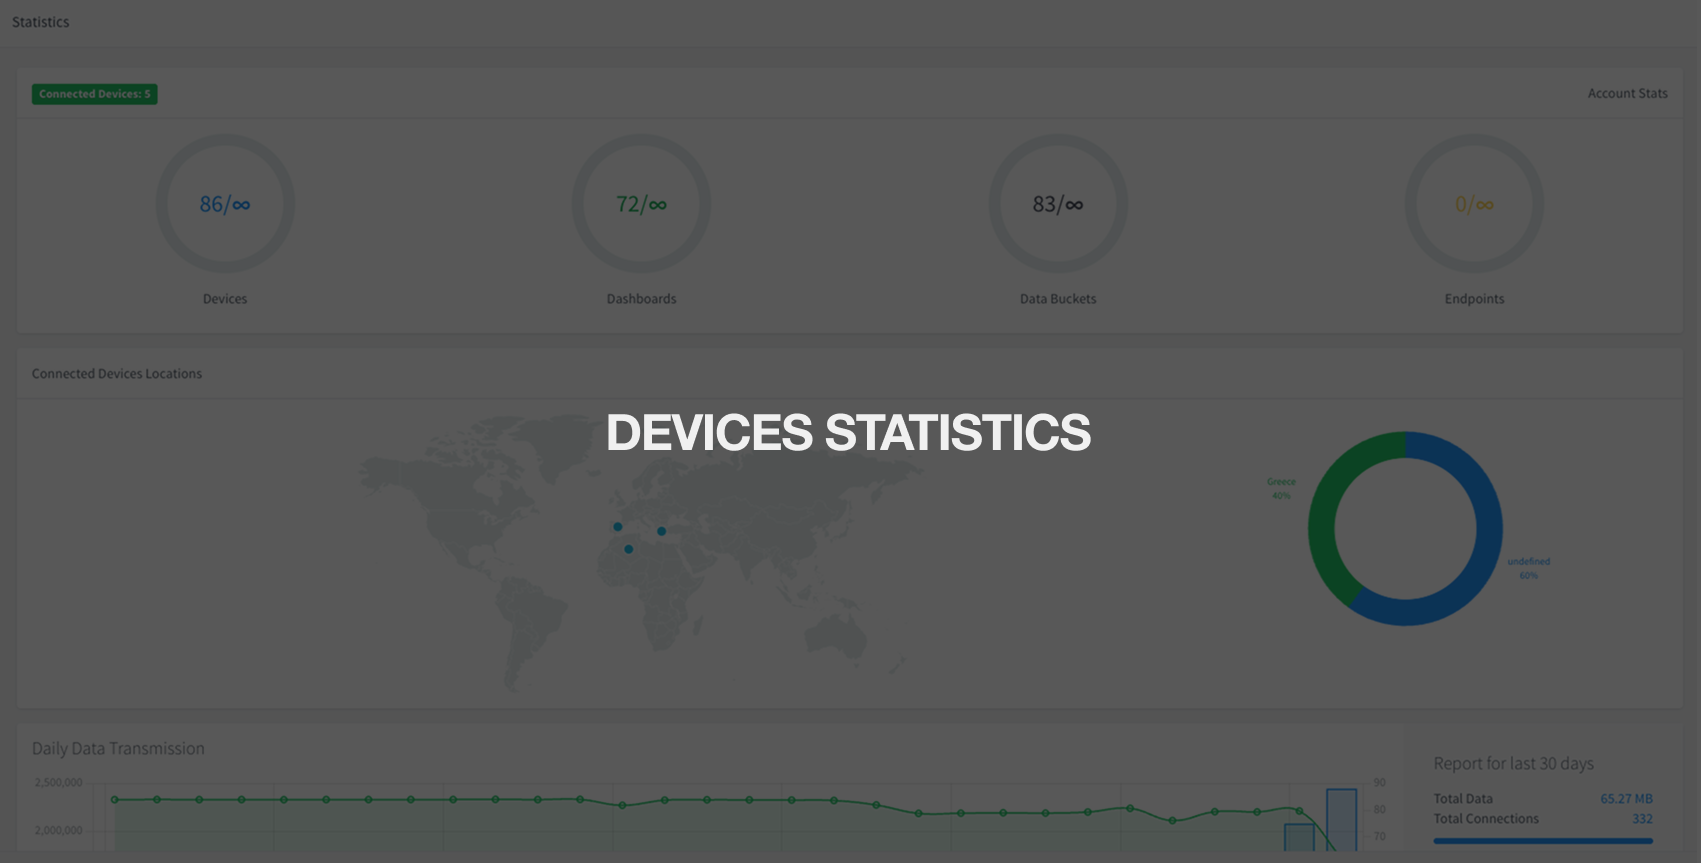 Statistics
Connected Devices: 5
Account Stats
86/∞
72/∞
83/∞
0/∞
Devices
Dashboards
Data Buckets
Endpoints
Connected Devices Locations
DEVICES STATISTICS
Greece
40%
undefined
60%
Daily Data Transmission
2,500,000
2,000,000
90
80
70
Report for last 30 days
Total Data 65.27 MB
Total Connections 332